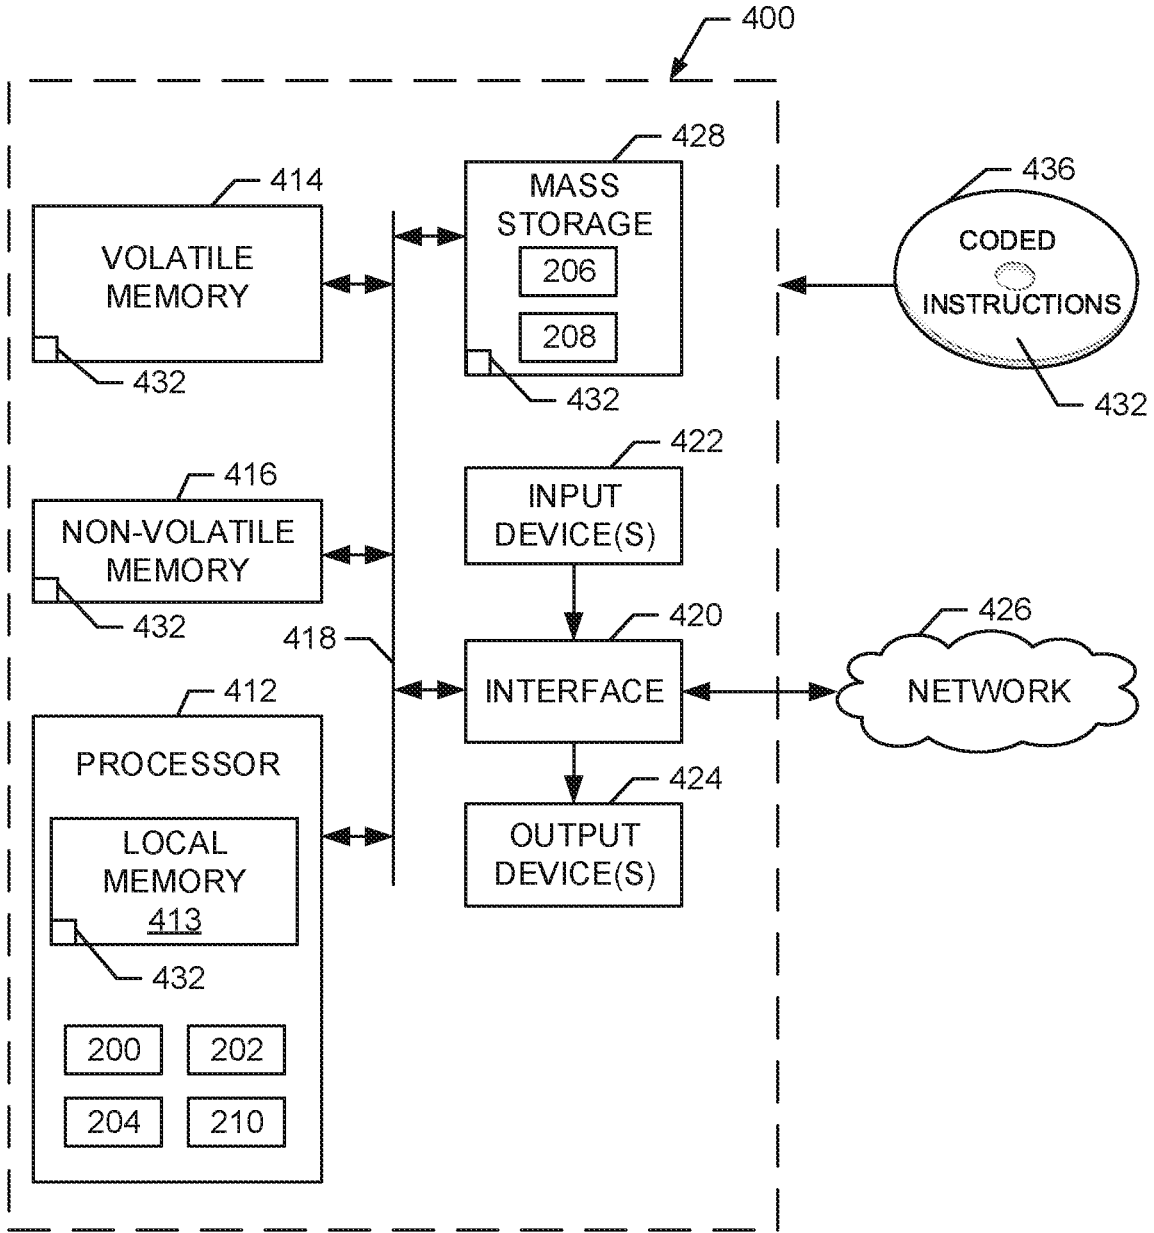 400
414
VOLATILE
MEMORY
432
428
MASS
STORAGE
206
208
432
436
CODED
INSTRUCTIONS
432
416
NON-VOLATILE
MEMORY
432
422
INPUT
DEVICE(S)
418
420
INTERFACE
426
NETWORK
412
PROCESSOR
LOCAL
MEMORY
413
432
200
202
204
210
424
OUTPUT
DEVICE(S)